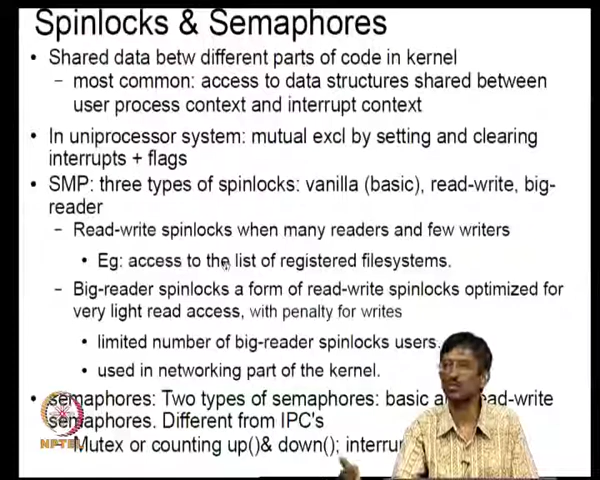 Spinlocks & Semaphores
• Shared data betw different parts of code in kernel
– most common: access to data structures shared between
user process context and interrupt context
• In uniprocessor system: mutual excl by setting and clearing
interrupts + flags
• SMP: three types of spinlocks: vanilla (basic), read-write, big-
reader
– Read-write spinlocks when many readers and few writers
• Eg: access to the list of registered filesystems.
– Big-reader spinlocks a form of read-write spinlocks optimized for
very light read access, with penalty for writes
• limited number of big-reader spinlocks users.
• used in networking part of the kernel.
• semaphores: Two types of semaphores: basic a ead-write
semaphores. Different from IPC's
Mutex or counting up()& down(); interru
NPTEL